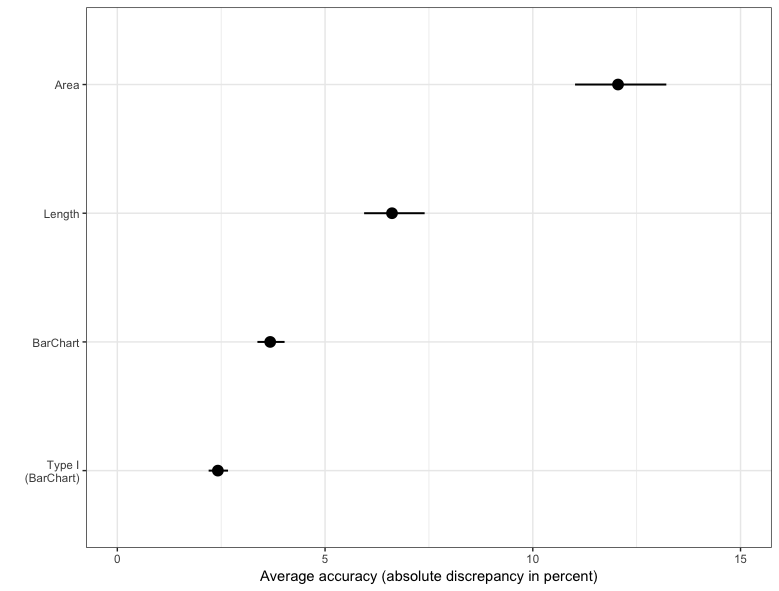 Area
Length
BarChart
Type I
(BarChart)
0
5
10
15
Average accuracy (absolute discrepancy in percent)